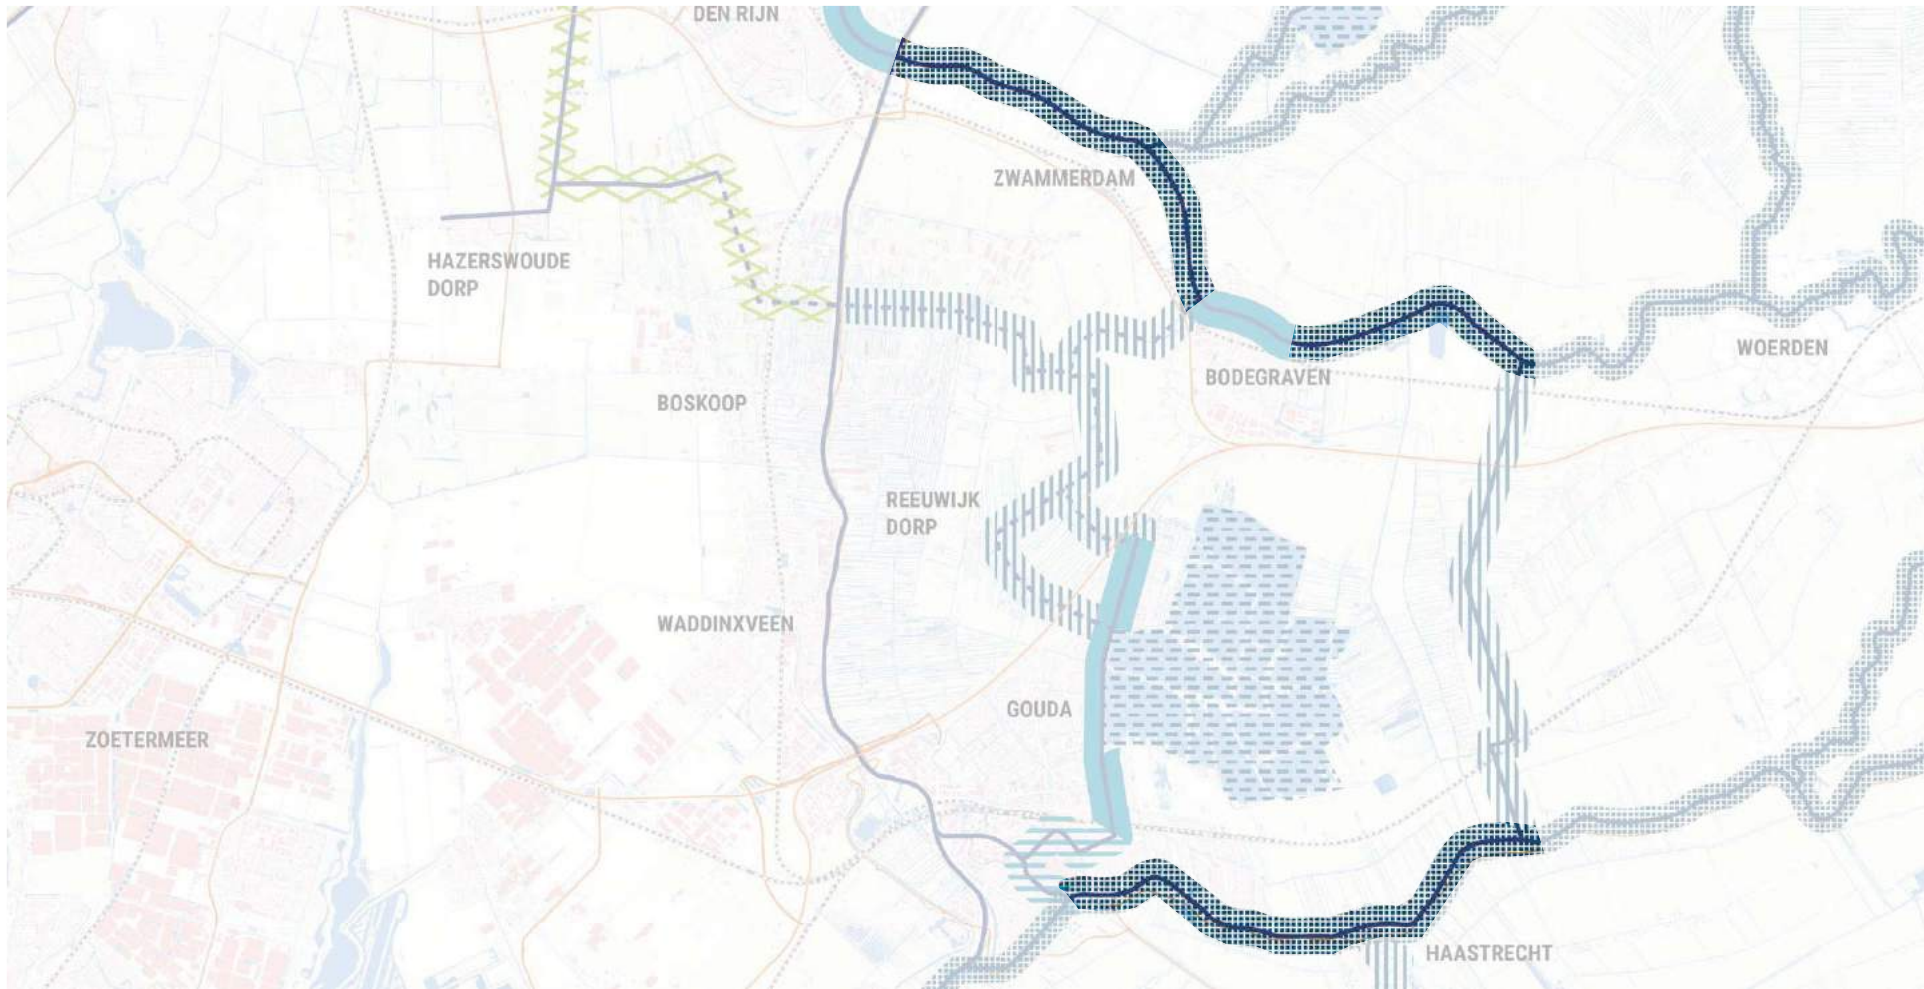 DEN RIJN
ZWAMMERDAM
HAZERSWOUDE
DORP
WOERDEN
BODEGRAVEN
BOSKOOP
REEUWIJK
DORP
WADDINXVEEN
GOUDA
ZOETERMEER
HAASTRECHT